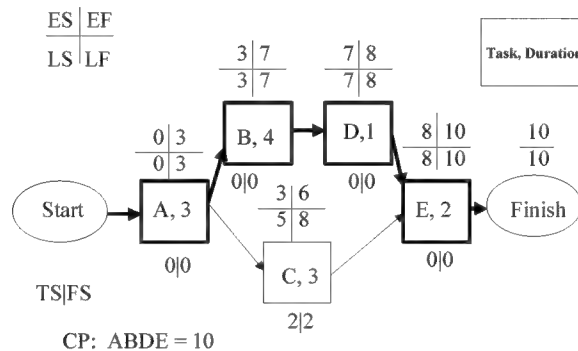 ES | EF
LS | LF
Task, Duration
3 | 7
3 | 7
7 | 8
7 | 8
B, 4
D,1
0 | 3
0 | 3
8 | 10
8 | 10
10
10
0|0
0|0
3 | 6
5 | 8
Start
A, 3
E, 2
Finish
C, 3
0|0
0|0
TS|FS
2|2
CP: ABDE = 10